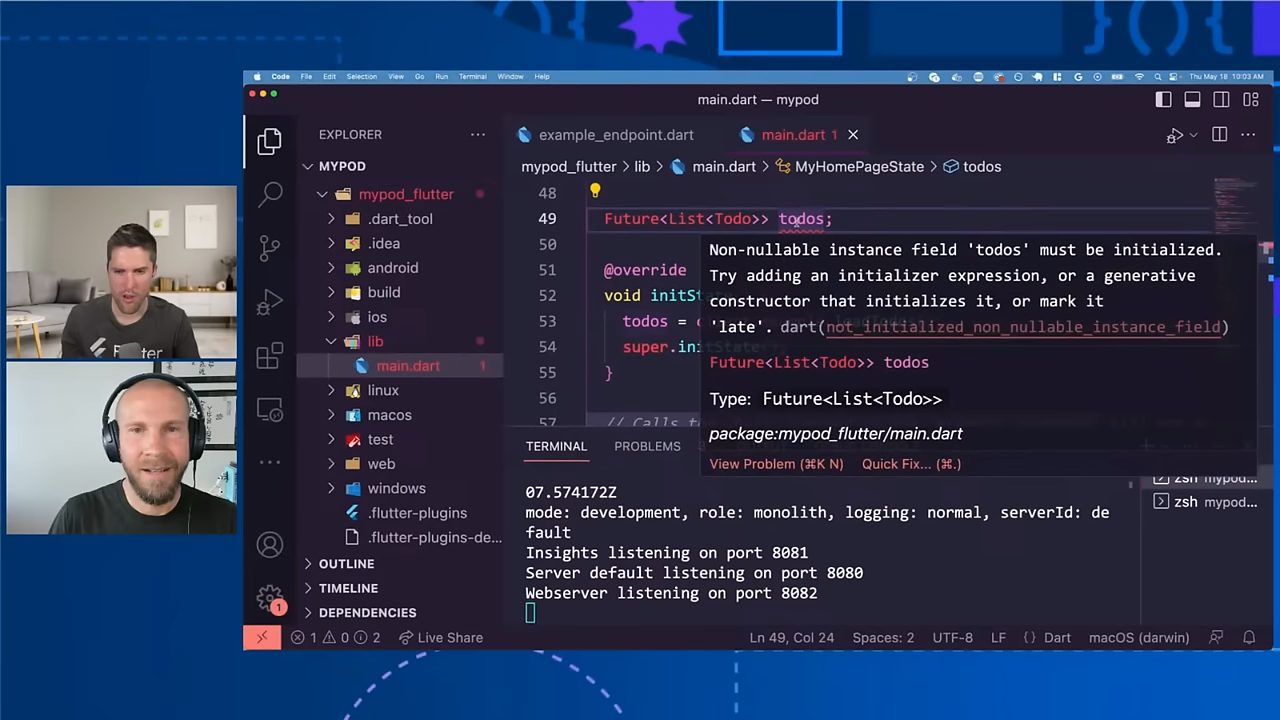 Code File Edit Selection View Go Run Terminal Window Help
Thu May 18 10:03 AM
main.dart — mypod
EXPLORER
MYPOD
mypod_flutter
.dart_tool
.idea
android
build
ios
lib
main.dart 1
linux
macos
test
web
windows
.flutter-plugins
.flutter-plugins-de...
OUTLINE
TIMELINE
DEPENDENCIES
1
example_endpoint.dart
main.dart 1
mypod_flutter > lib > main.dart > MyHomePageState > todos
48
49 Future<List<Todo>> todos;
50
51 @override
52 void initState
53 todos =
54 super.initState();
55 }
56
57 // Calls t
Non-nullable instance field 'todos' must be initialized.
Try adding an initializer expression, or a generative
constructor that initializes it, or mark it
'late'. dart(not_initialized_non_nullable_instance_field)
Future<List<Todo>> todos
Type: Future<List<Todo>>
package:mypod_flutter/main.dart
View Problem (⌘K N) Quick Fix... (⌘.)
TERMINAL PROBLEMS
07.574172Z
mode: development, role: monolith, logging: normal, serverId: de
fault
Insights listening on port 8081
Server default listening on port 8080
Webserver listening on port 8082
zsh mypod...
zsh mypod...
1 0 2 Live Share
Ln 49, Col 24 Spaces: 2 UTF-8 LF {} Dart macOS (darwin)